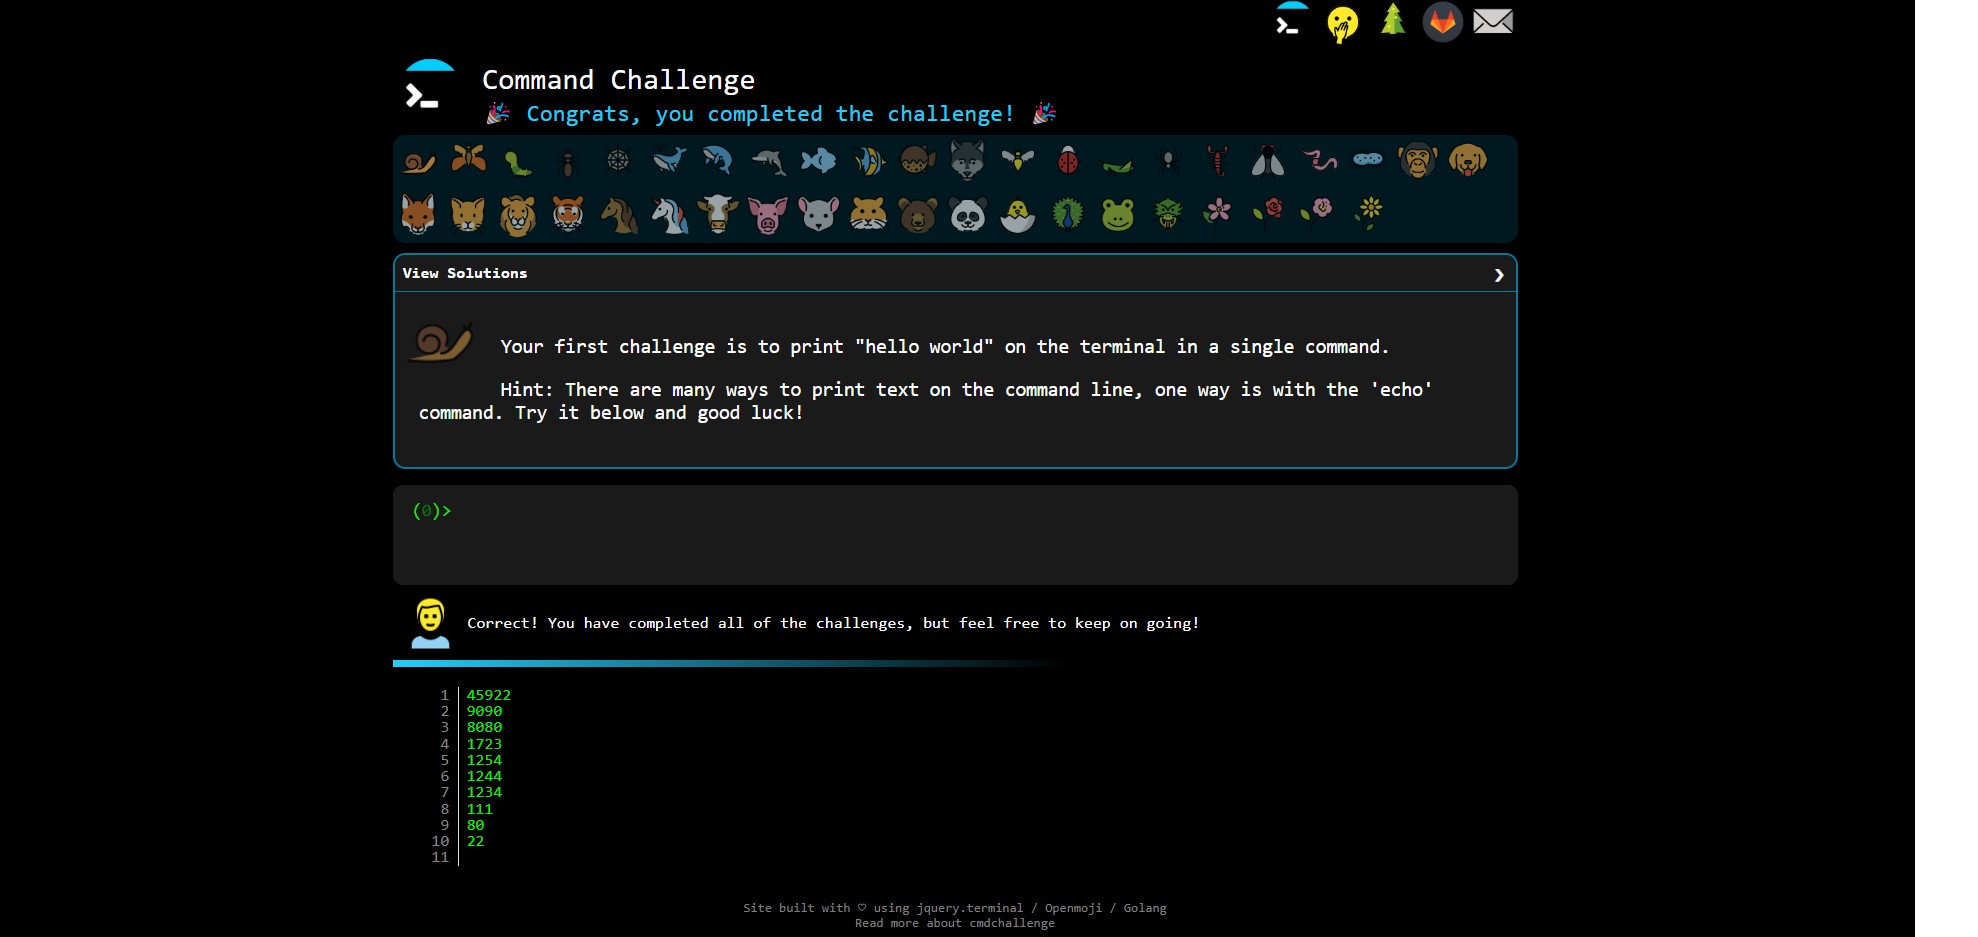 Command Challenge
🎉 Congrats, you completed the challenge! 🎉
View Solutions ❯
Your first challenge is to print "hello world" on the terminal in a single command.
Hint: There are many ways to print text on the command line, one way is with the 'echo'
command. Try it below and good luck!
(0)>
Correct! You have completed all of the challenges, but feel free to keep on going!
1 45922
2 9090
3 8080
4 1723
5 1254
6 1244
7 1234
8 111
9 80
10 22
11
Site built with ♡ using jquery.terminal / Openmoji / Golang
Read more about cmdchallenge